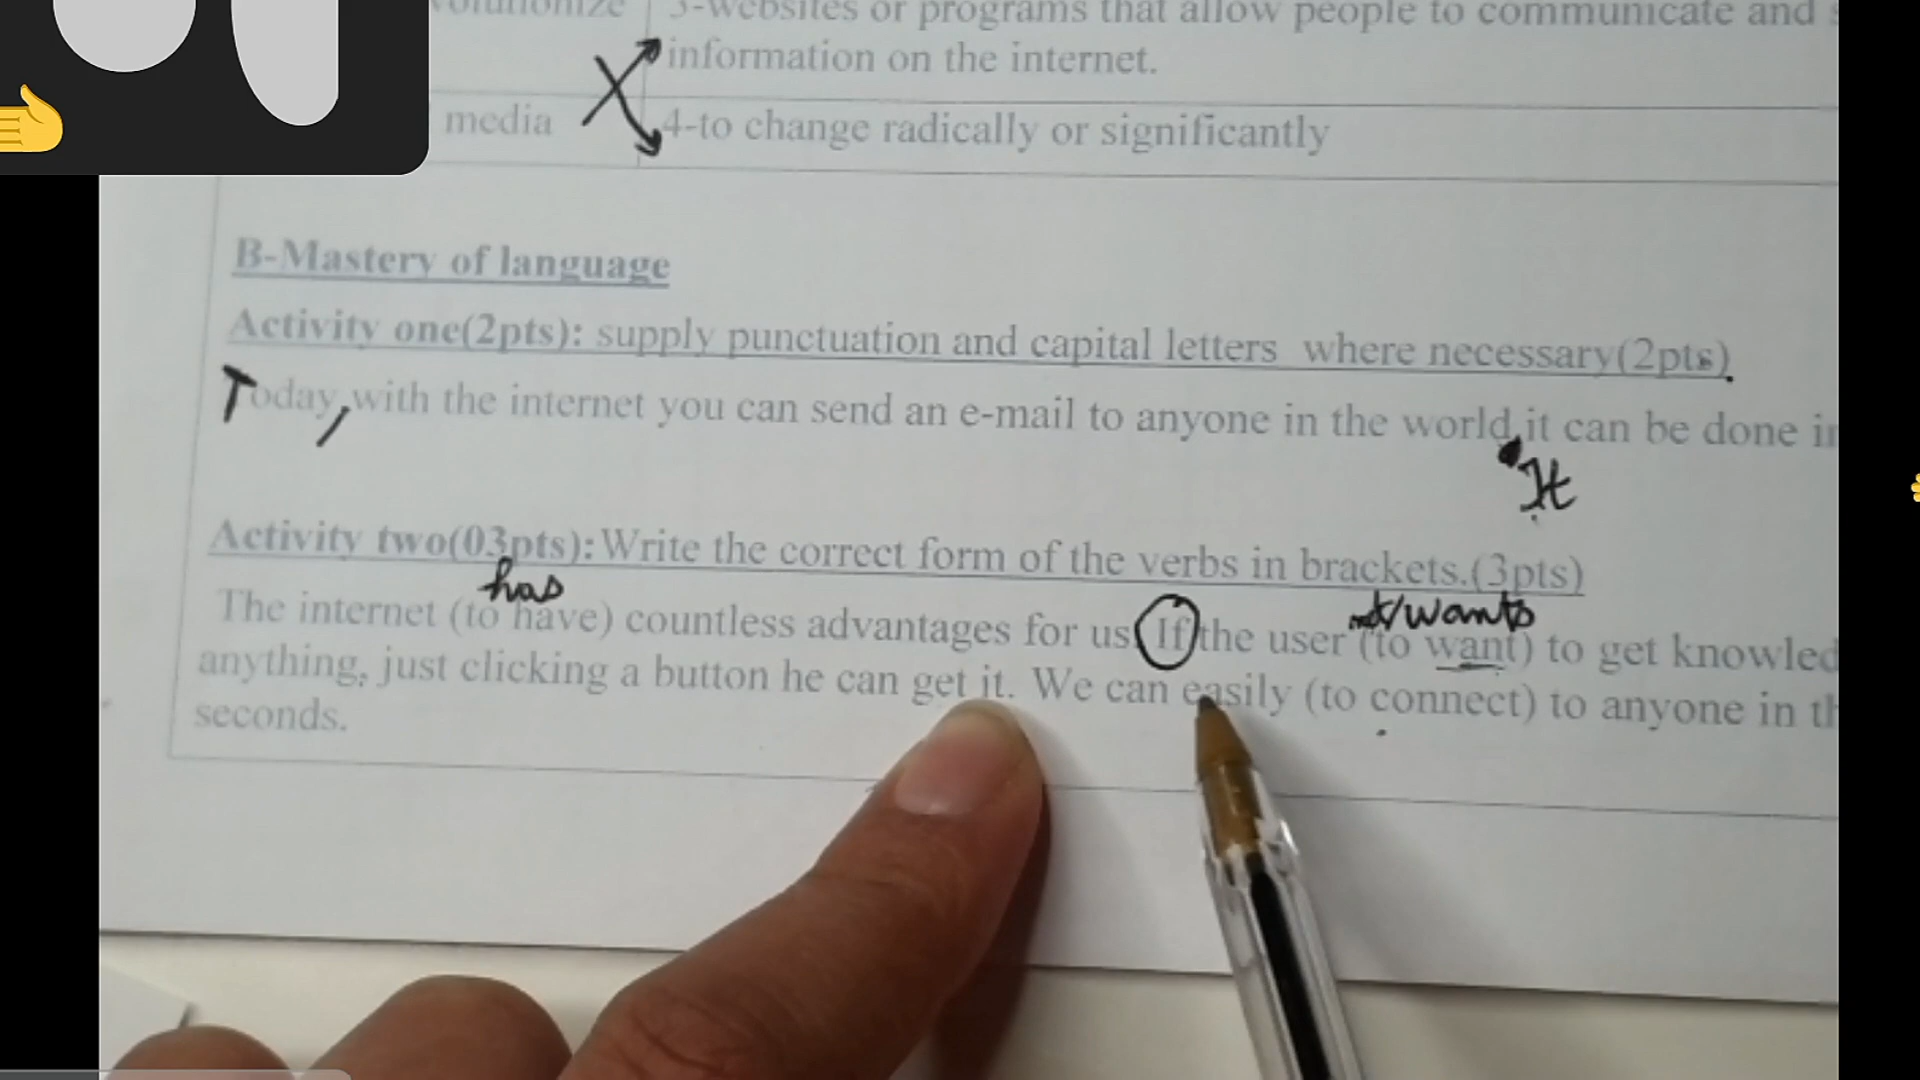 3-websites or programs that allow people to communicate and
information on the internet.
media
4-to change radically or significantly
B-Mastery of language
Activity one(2pts): supply punctuation and capital letters where necessary(2pts).
Today, with the internet you can send an e-mail to anyone in the world. it can be done
It
Activity two(03pts): Write the correct form of the verbs in brackets.(3pts)
has
wants
The internet (to have) countless advantages for us. If the user (to want) to get
anything, just clicking a button he can get it. We can easily (to connect) to anyone in
seconds.